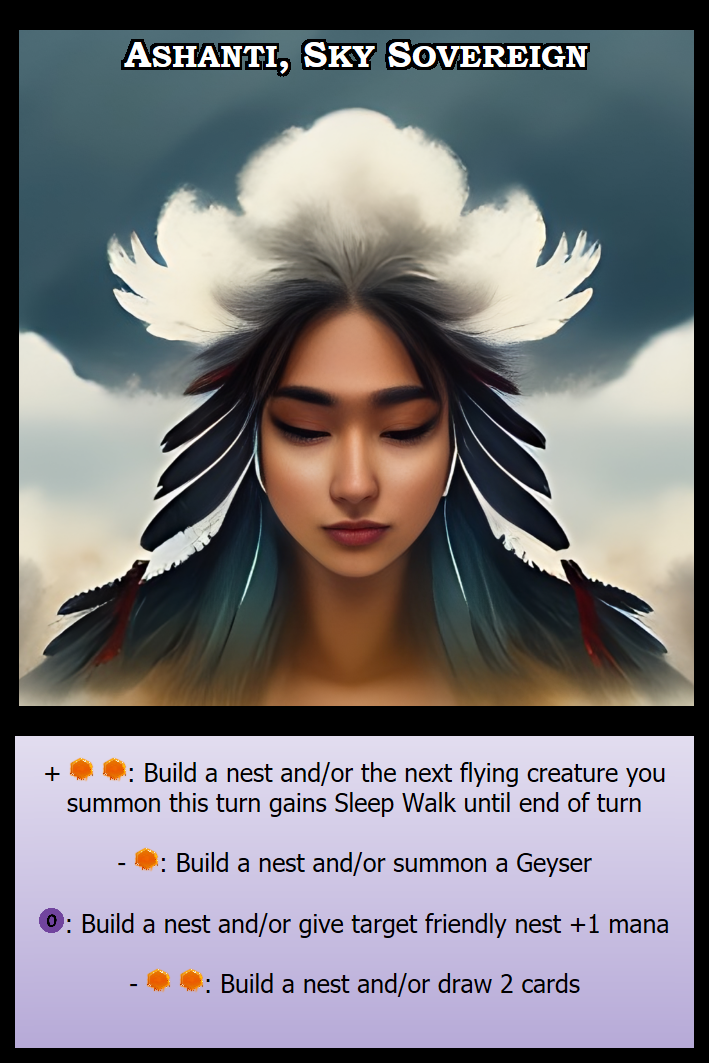 Ashanti, Sky Sovereign
+ : Build a nest and/or the next flying creature you
summon this turn gains Sleep Walk until end of turn
- : Build a nest and/or summon a Geyser
0: Build a nest and/or give target friendly nest +1 mana
- : Build a nest and/or draw 2 cards